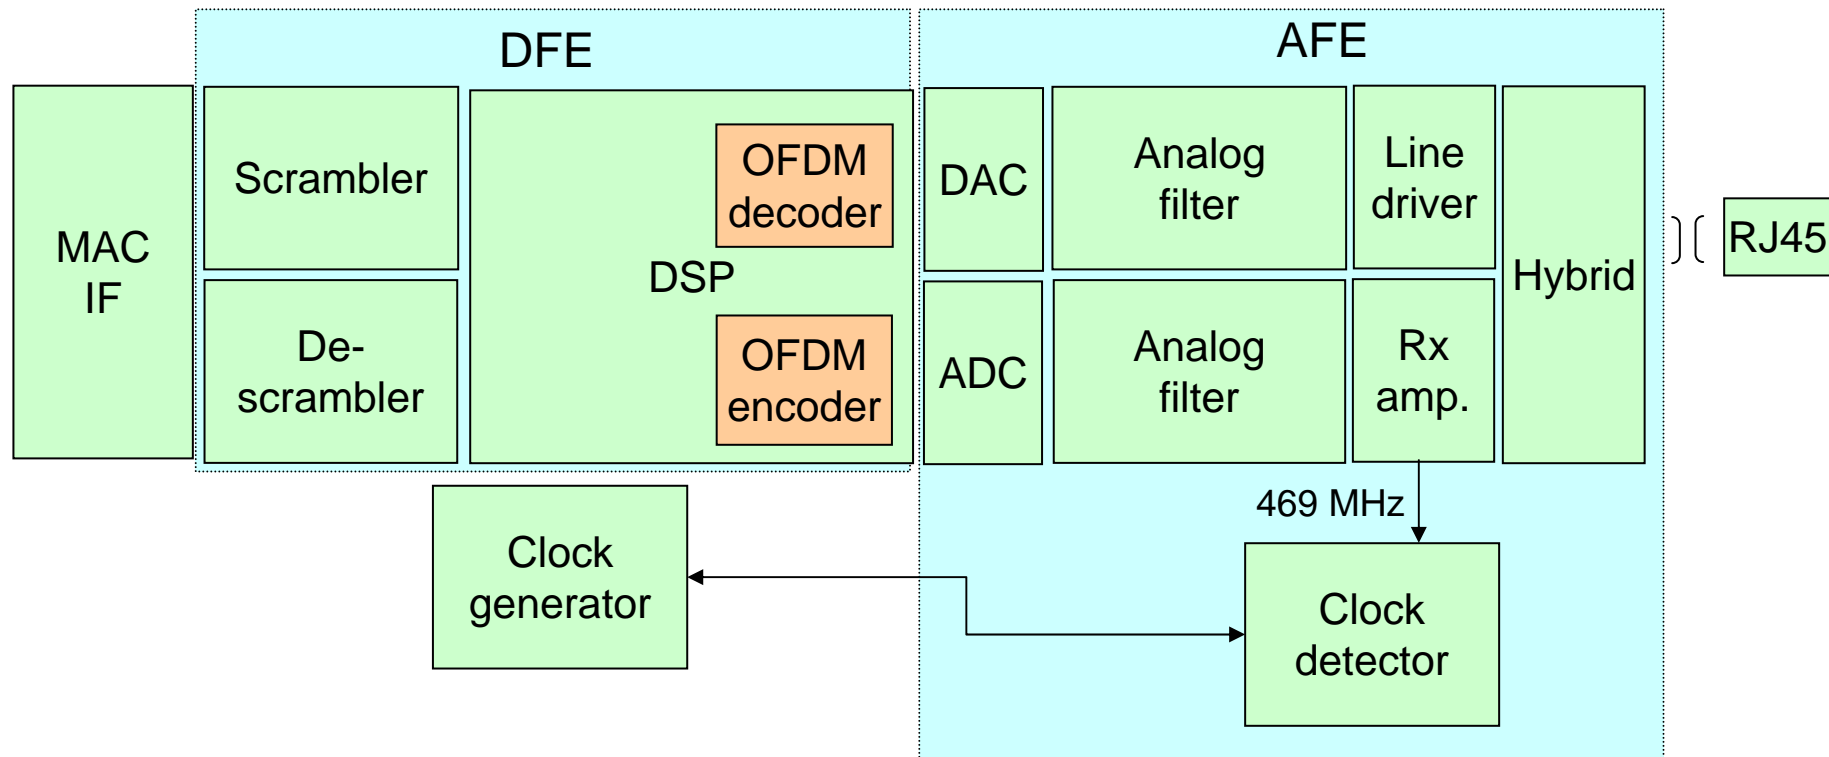 DFE
AFE
MAC
IF
Scrambler
De-
scrambler
DSP
OFDM
decoder
OFDM
encoder
DAC
ADC
Analog
filter
Analog
filter
Line
driver
Rx
amp.
Hybrid
RJ45
469 MHz
Clock
generator
Clock
detector